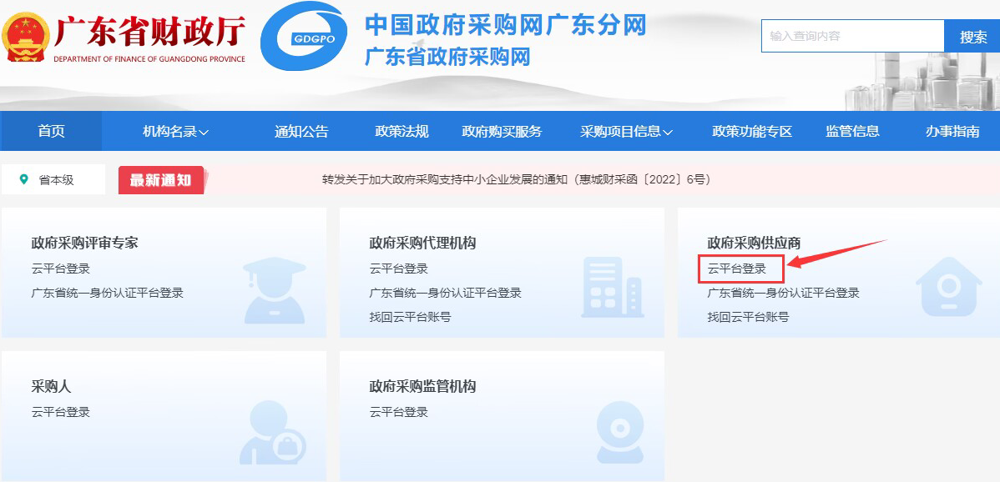 广东省财政厅
DEPARTMENT OF FINANCE OF GUANGDONG PROVINCE
GDGPO
中国政府采购网广东分网
广东省政府采购网
输入查询内容
搜索
首页
机构名录
通知公告
政策法规
政府购买服务
采购项目信息
政策功能专区
监管信息
办事指南
省本级
最新通知
转发关于加大政府采购支持中小企业发展的通知（惠城财采函〔2022〕6号）
政府采购评审专家
云平台登录
广东省统一身份认证平台登录
政府采购代理机构
云平台登录
广东省统一身份认证平台登录
找回云平台账号
政府采购供应商
云平台登录
广东省统一身份认证平台登录
找回云平台账号
采购人
云平台登录
政府采购监管机构
云平台登录